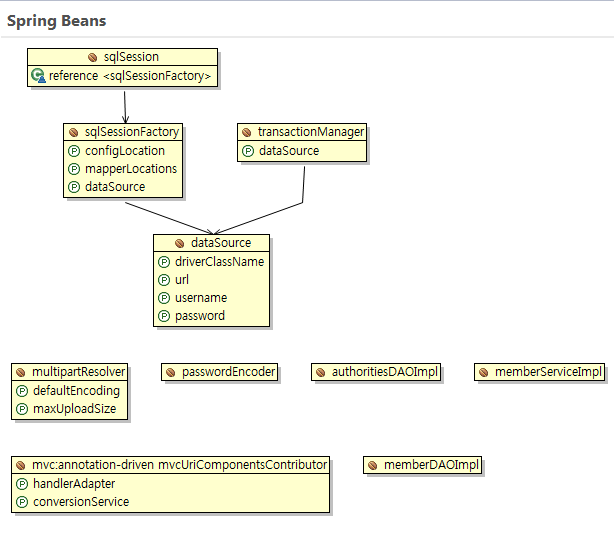 Spring Beans
sqlSession
reference <sqlSessionFactory>
sqlSessionFactory
configLocation
mapperLocations
dataSource
transactionManager
dataSource
dataSource
driverClassName
url
username
password
multipartResolver
defaultEncoding
maxUploadSize
passwordEncoder
authoritiesDAOImpl
memberServiceImpl
mvc:annotation-driven mvcUriComponentsContributor
handlerAdapter
conversionService
memberDAOImpl